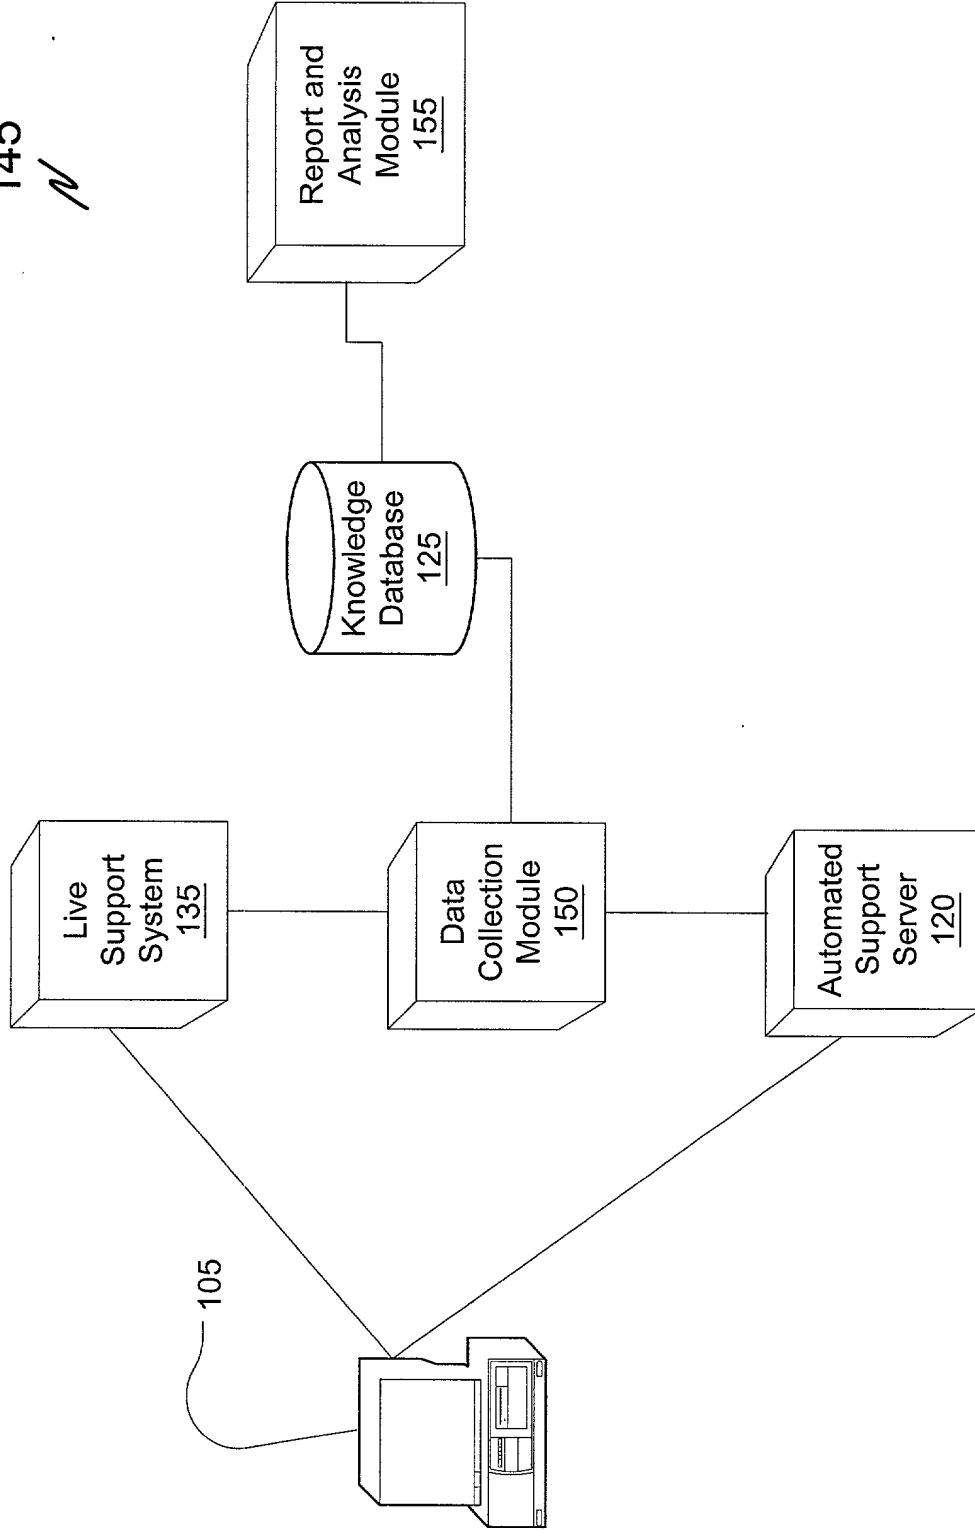 145
Live
Support
System
135
Report and
Analysis
Module
155
Knowledge
Database
125
105
Data
Collection
Module
150
Automated
Support
Server
120